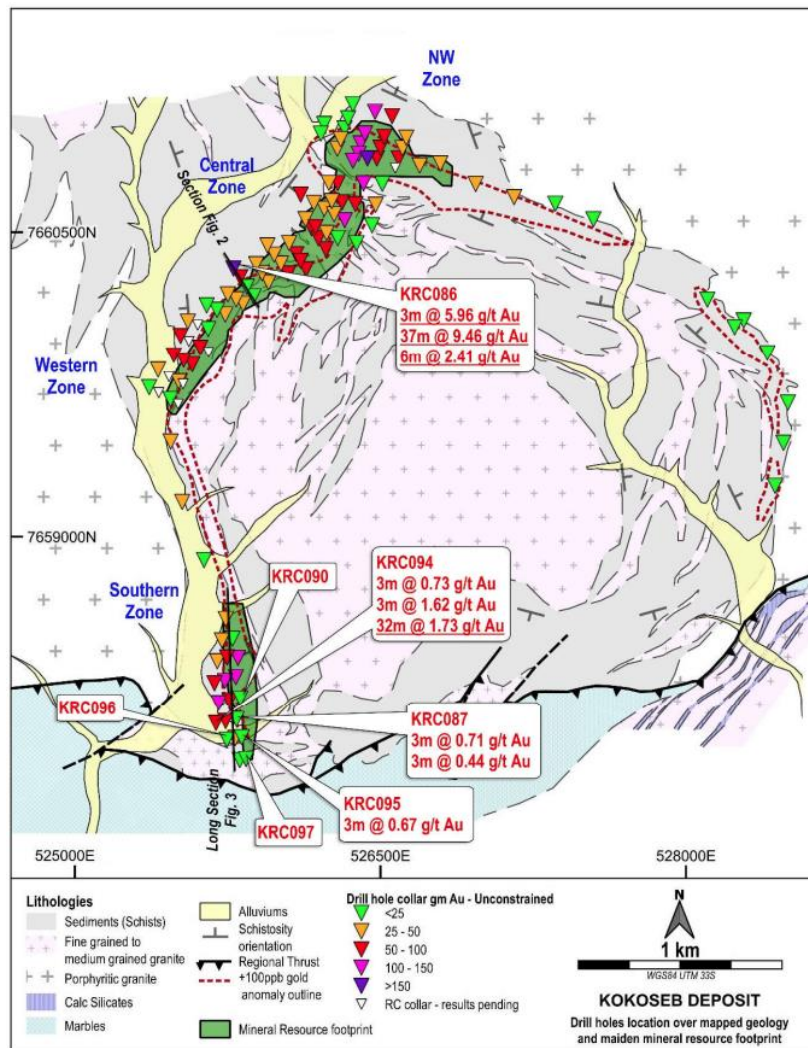 NW
Zone
Central
Zone
Section Fig. 2
7660500N
KRC086
3m @ 5.96 g/t Au
37m @ 9.46 g/t Au
6m @ 2.41 g/t Au
Western
Zone
7659000N
KRC094
3m @ 0.73 g/t Au
3m @ 1.62 g/t Au
32m @ 1.73 g/t Au
KRC090
Southern
Zone
KRC096
KRC087
3m @ 0.71 g/t Au
3m @ 0.44 g/t Au
KRC095
3m @ 0.67 g/t Au
Long Section
Fig. 3
KRC097
525000E
526500E
528000E
Lithologies
Sediments (Schists)
Fine grained to
medium grained granite
Porphyritic granite
Calc Silicates
Marbles
Alluviums
Schistosity
orientation
Regional Thrust
+100ppb gold
anomaly outline
Mineral Resource footprint
Drill hole collar gm Au - Unconstrained
<25
25 - 50
50 - 100
100 - 150
>150
RC collar - results pending
N
1 km
WGS84 UTM 33S
KOKOSEB DEPOSIT
Drill holes location over mapped geology
and maiden mineral resource footprint